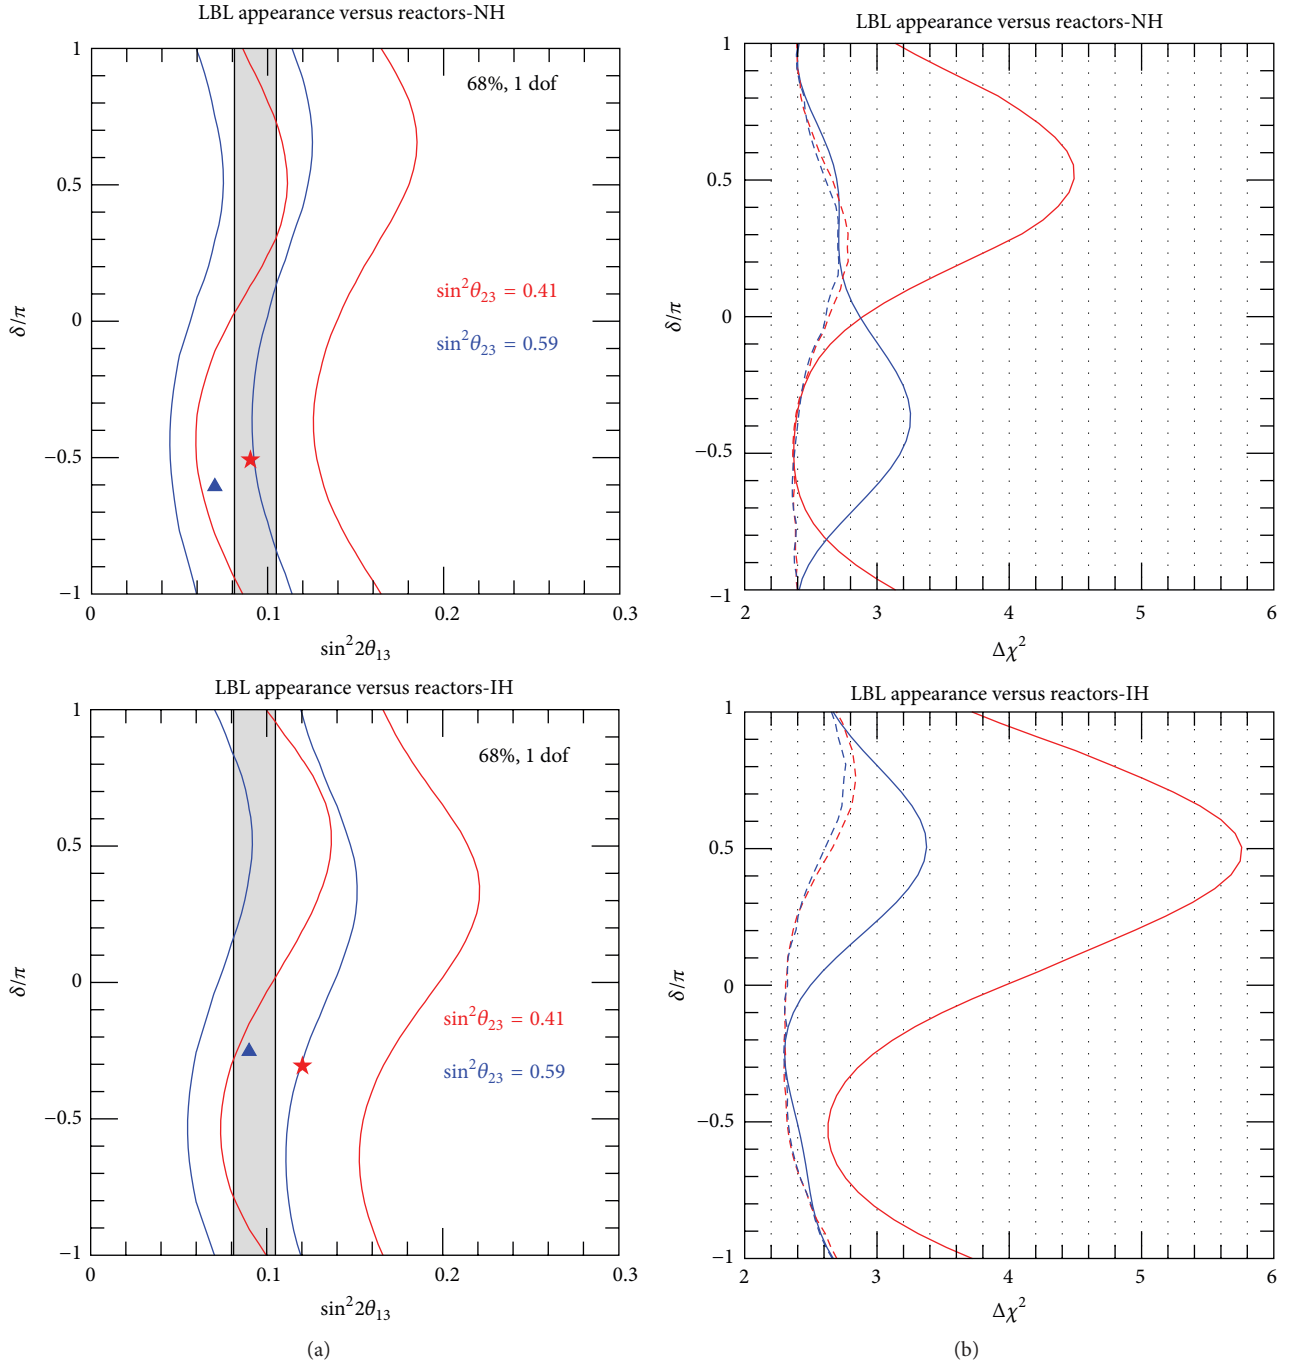 LBL appearance versus reactors-NH
1
0.5
0
−0.5
−1
δ/π
68%, 1 dof
sin²θ₂₃ = 0.41
sin²θ₂₃ = 0.59
0
0.1
0.2
0.3
sin²2θ₁₃
LBL appearance versus reactors-NH
1
0.5
0
−0.5
−1
δ/π
2
3
4
5
6
Δχ²
LBL appearance versus reactors-IH
1
0.5
0
−0.5
−1
δ/π
68%, 1 dof
sin²θ₂₃ = 0.41
sin²θ₂₃ = 0.59
0
0.1
0.2
0.3
sin²2θ₁₃
(a)
LBL appearance versus reactors-IH
1
0.5
0
−0.5
−1
δ/π
2
3
4
5
6
Δχ²
(b)